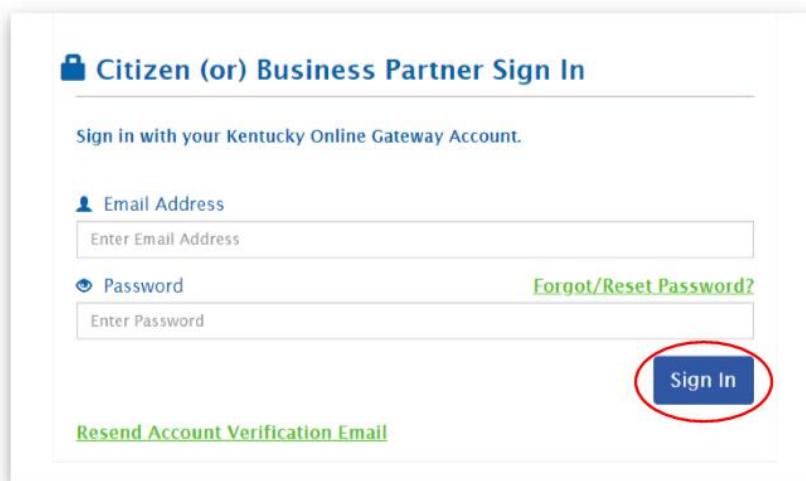 Citizen (or) Business Partner Sign In
Sign in with your Kentucky Online Gateway Account.
Email Address
Enter Email Address
Password
Forgot/Reset Password?
Enter Password
Sign In
Resend Account Verification Email